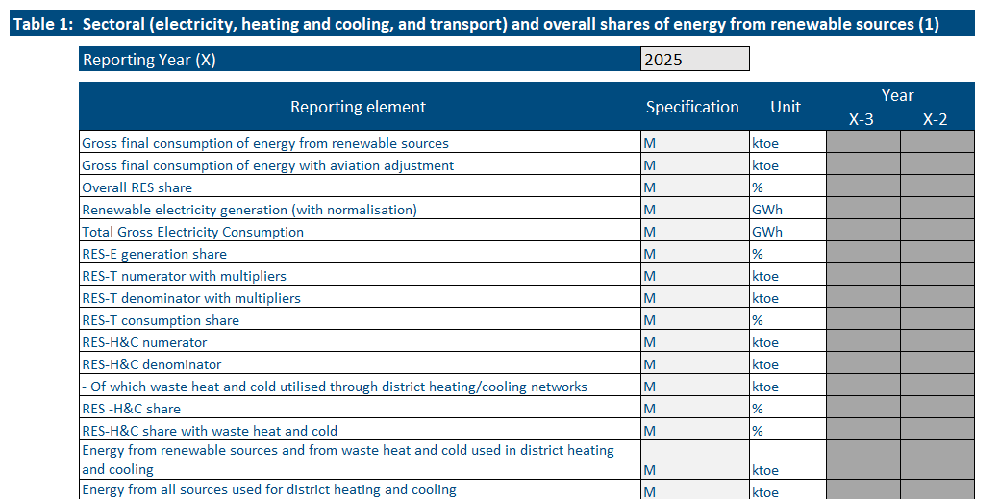 Table 1: Sectoral (electricity, heating and cooling, and transport) and overall shares of energy from renewable sources (1)
Reporting Year (X) 2025
Reporting element Specification Unit Year
X-3 X-2
Gross final consumption of energy from renewable sources M ktoe
Gross final consumption of energy with aviation adjustment M ktoe
Overall RES share M %
Renewable electricity generation (with normalisation) M GWh
Total Gross Electricity Consumption M GWh
RES-E generation share M %
RES-T numerator with multipliers M ktoe
RES-T denominator with multipliers M ktoe
RES-T consumption share M %
RES-H&C numerator M ktoe
RES-H&C denominator M ktoe
- Of which waste heat and cold utilised through district heating/cooling networks M ktoe
RES -H&C share M %
RES-H&C share with waste heat and cold M %
Energy from renewable sources and from waste heat and cold used in district heating
and cooling M ktoe
Energy from all sources used for district heating and cooling M ktoe